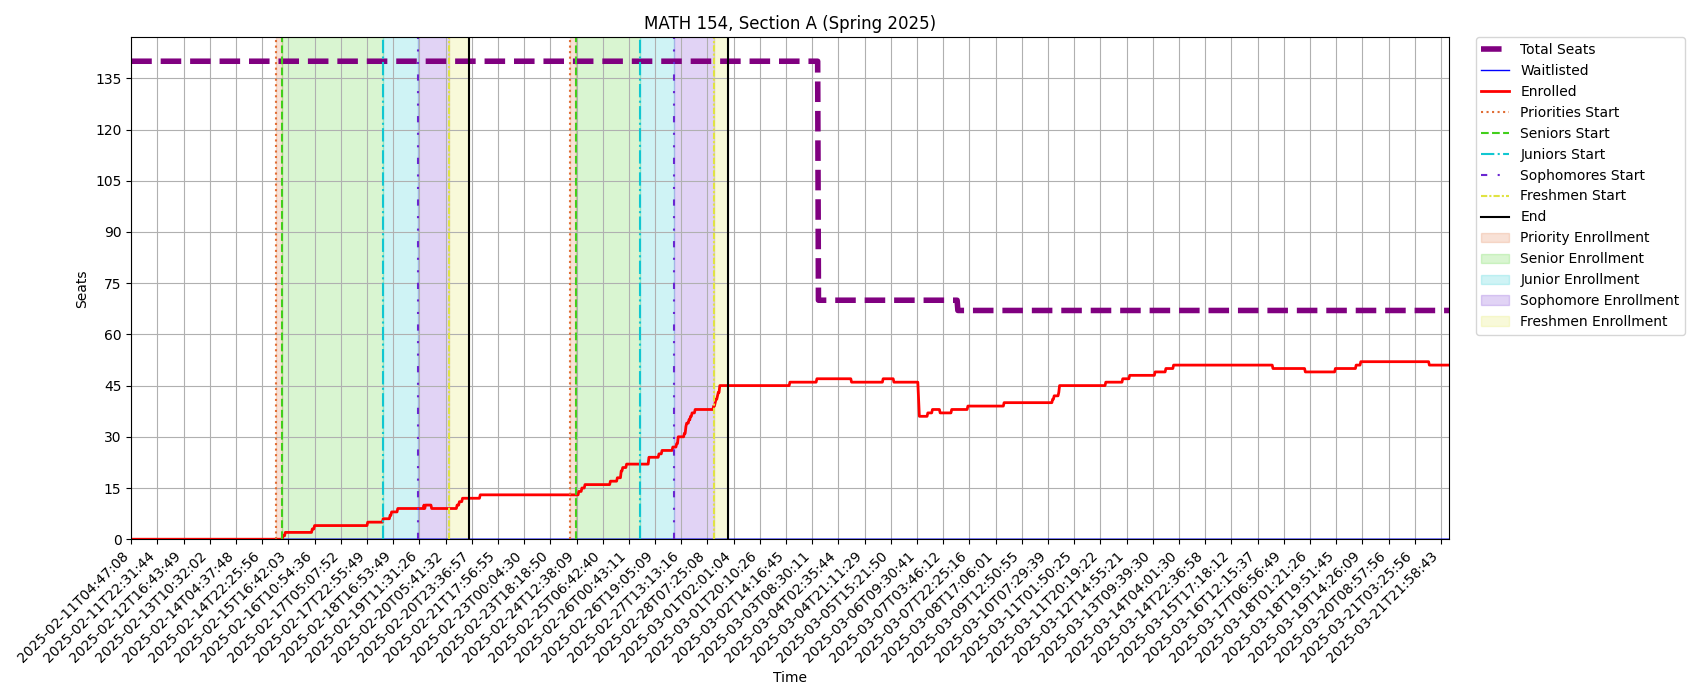 MATH 154, Section A (Spring 2025)
Seats
135
120
105
90
75
60
45
30
15
0
2025-02-11T04:47:08
2025-02-11T22:31:44
2025-02-12T16:43:49
2025-02-13T10:32:02
2025-02-14T04:37:48
2025-02-14T22:25:56
2025-02-15T16:42:03
2025-02-16T10:54:36
2025-02-17T05:07:52
2025-02-17T22:55:49
2025-02-18T16:53:49
2025-02-19T11:31:26
2025-02-20T05:41:32
2025-02-20T23:36:57
2025-02-21T17:56:55
2025-02-23T00:04:30
2025-02-23T18:18:50
2025-02-24T12:38:09
2025-02-25T06:42:40
2025-02-26T00:43:11
2025-02-26T19:05:09
2025-02-27T13:13:16
2025-02-28T07:25:08
2025-03-01T02:01:04
2025-03-01T20:10:26
2025-03-02T14:16:45
2025-03-03T08:30:11
2025-03-04T02:35:44
2025-03-04T21:11:29
2025-03-05T15:21:50
2025-03-06T09:30:41
2025-03-07T03:46:12
2025-03-07T22:25:16
2025-03-08T17:06:01
2025-03-09T12:50:55
2025-03-10T07:29:39
2025-03-11T01:50:25
2025-03-11T20:19:22
2025-03-12T14:55:21
2025-03-13T09:39:30
2025-03-14T04:01:30
2025-03-14T22:36:58
2025-03-15T17:18:12
2025-03-16T12:15:37
2025-03-17T06:56:49
2025-03-18T01:21:26
2025-03-18T19:51:45
2025-03-19T14:26:09
2025-03-20T08:57:56
2025-03-21T03:25:56
2025-03-21T21:58:43
Time
Total Seats
Waitlisted
Enrolled
Priorities Start
Seniors Start
Juniors Start
Sophomores Start
Freshmen Start
End
Priority Enrollment
Senior Enrollment
Junior Enrollment
Sophomore Enrollment
Freshmen Enrollment